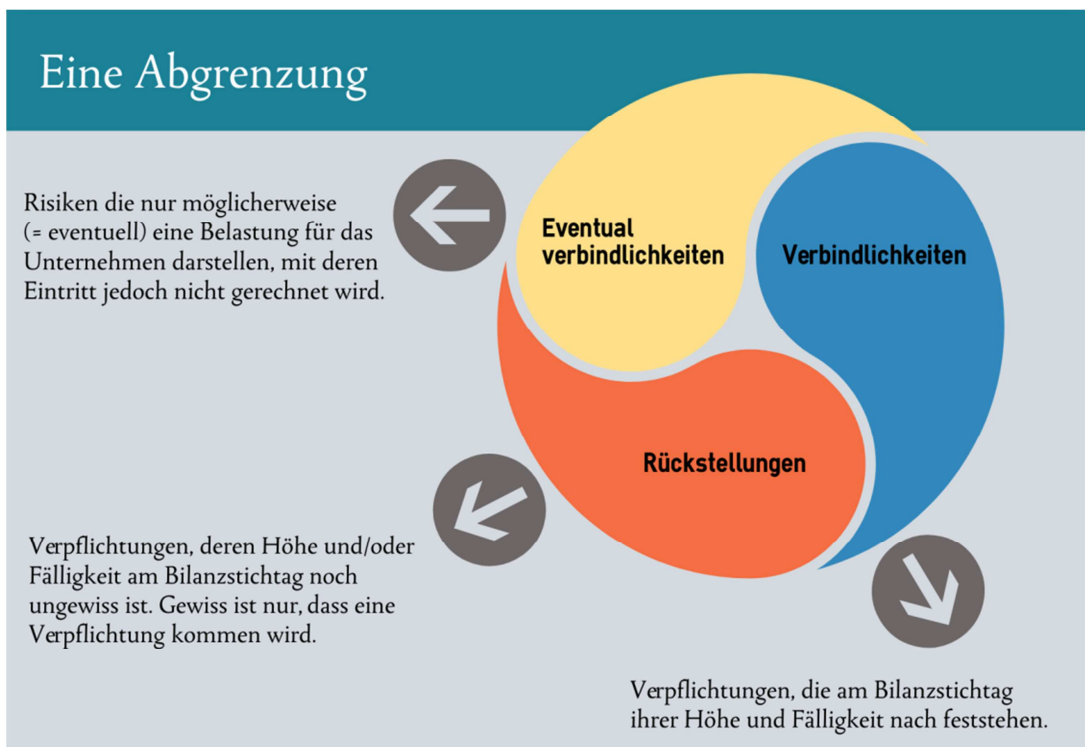 Eine Abgrenzung
Risiken die nur möglicherweise
(= eventuell) eine Belastung für das
Unternehmen darstellen, mit deren
Eintritt jedoch nicht gerechnet wird.
Eventual
verbindlichkeiten
Verbindlichkeiten
Rückstellungen
Verpflichtungen, deren Höhe und/oder
Fälligkeit am Bilanzstichtag noch
ungewiss ist. Gewiss ist nur, dass eine
Verpflichtung kommen wird.
Verpflichtungen, die am Bilanzstichtag
ihrer Höhe und Fälligkeit nach feststehen.